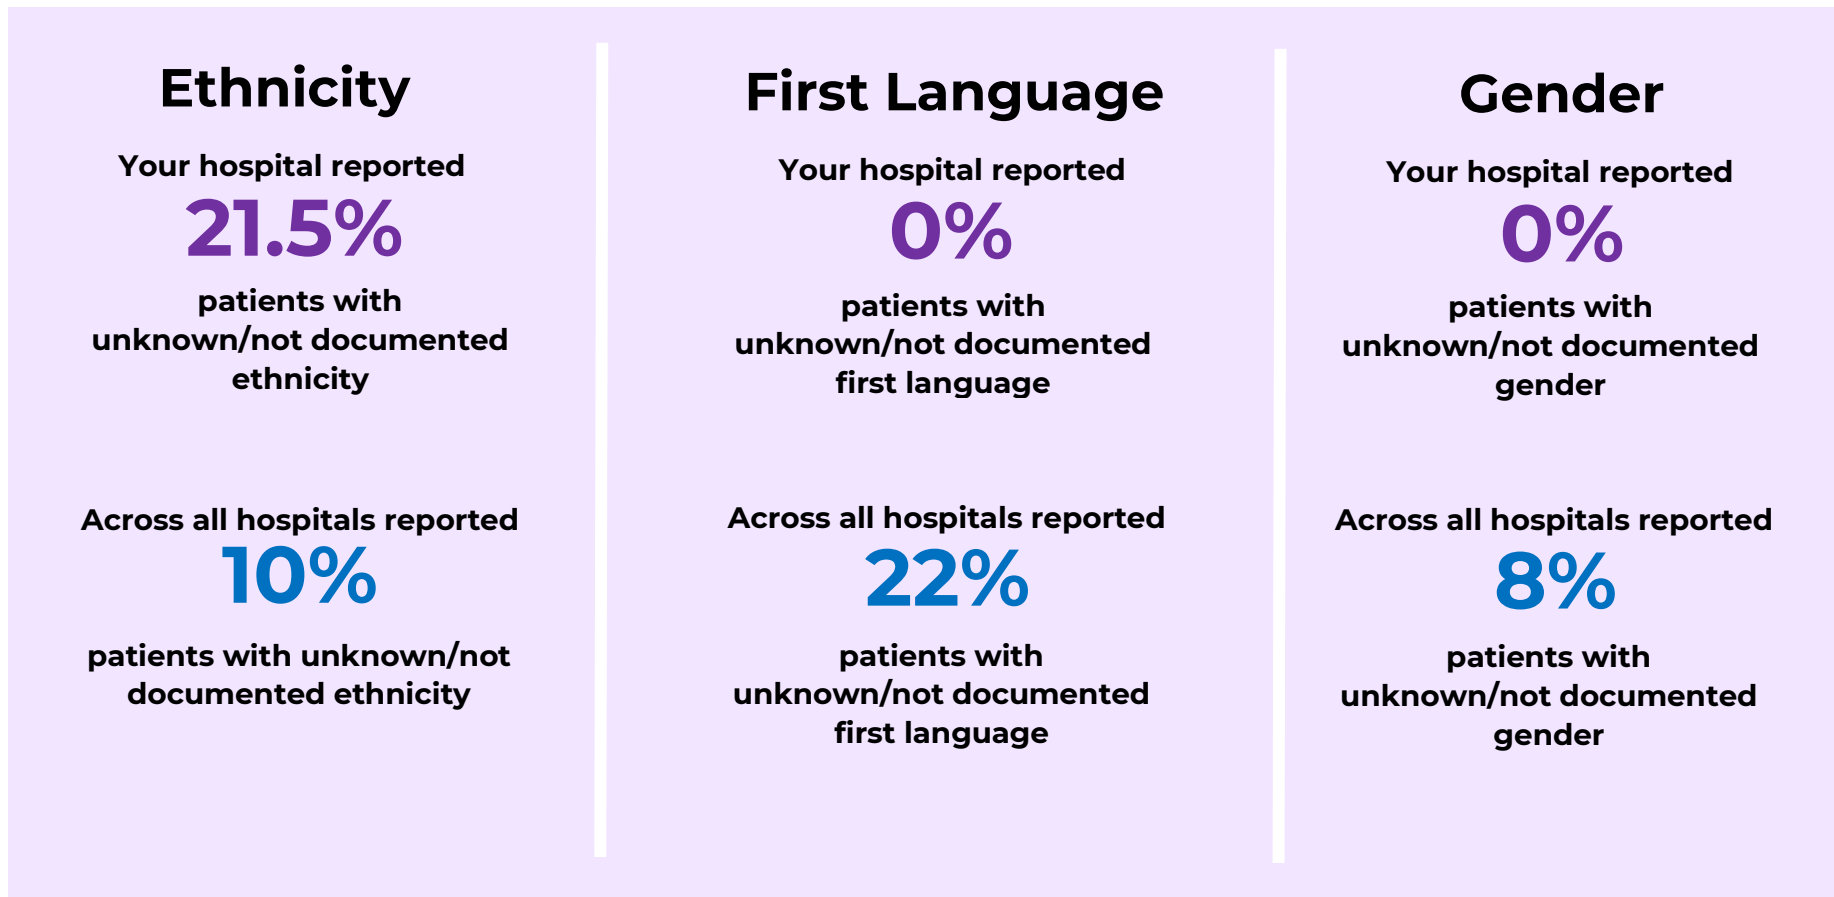 Ethnicity
Your hospital reported
21.5%
patients with
unknown/not documented
ethnicity
Across all hospitals reported
10%
patients with unknown/not
documented ethnicity
First Language
Your hospital reported
0%
patients with
unknown/not documented
first language
Across all hospitals reported
22%
patients with
unknown/not documented
first language
Gender
Your hospital reported
0%
patients with
unknown/not documented
gender
Across all hospitals reported
8%
patients with
unknown/not documented
gender